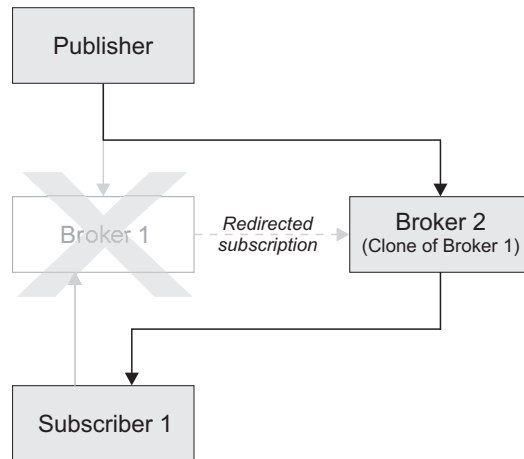 Publisher
Broker 1
Redirected
subscription
Broker 2
(Clone of Broker 1)
Subscriber 1